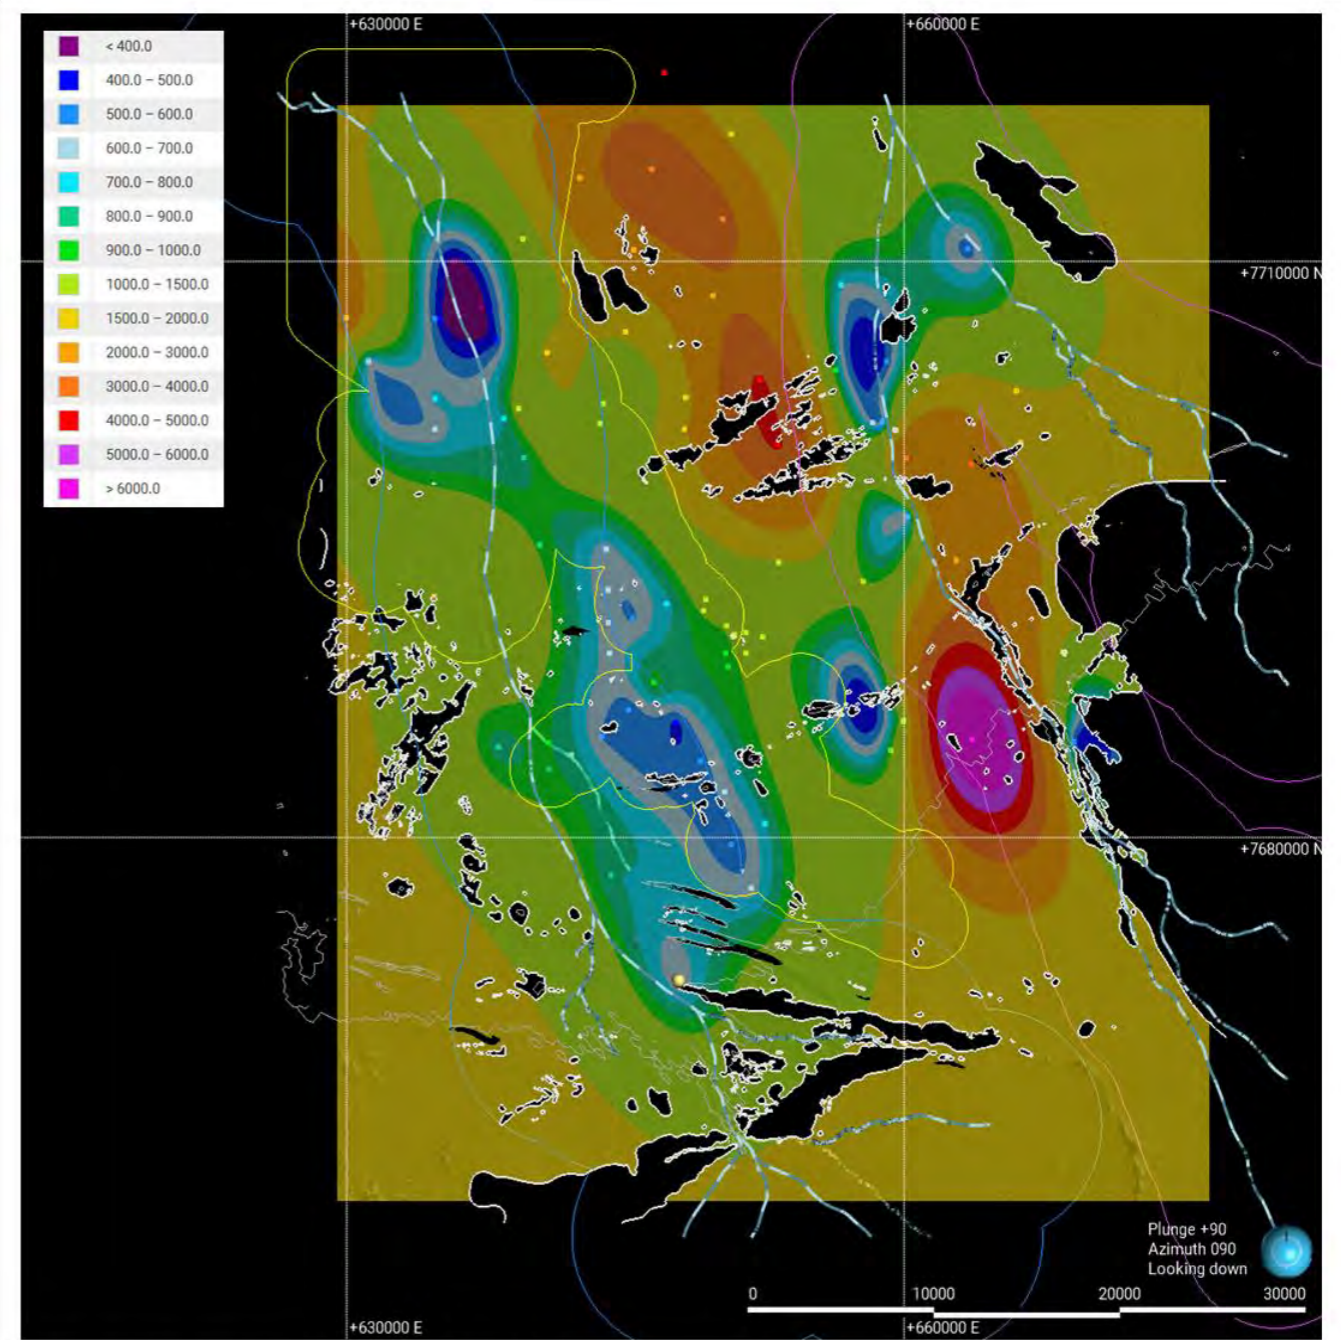 +630000 E
+660000 E
< 400.0
400.0 – 500.0
500.0 – 600.0
600.0 – 700.0
700.0 – 800.0
800.0 – 900.0
900.0 – 1000.0
1000.0 – 1500.0
1500.0 – 2000.0
2000.0 – 3000.0
3000.0 – 4000.0
4000.0 – 5000.0
5000.0 – 6000.0
> 6000.0
+7710000 N
+7680000 N
Plunge +90
Azimuth 090
Looking down
0 10000 20000 30000
+630000 E
+660000 E